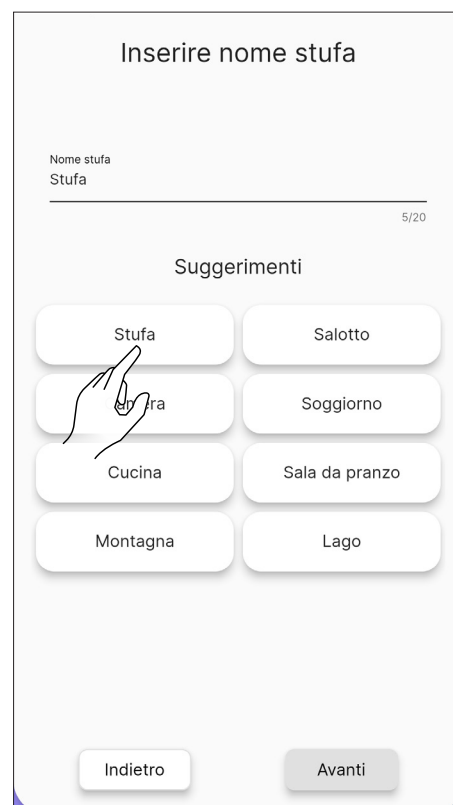 Inserire nome stufa
Nome stufa
Stufa
5/20
Suggerimenti
Stufa
Salotto
Soggiorno
Cucina
Sala da pranzo
Montagna
Lago
Indietro
Avanti